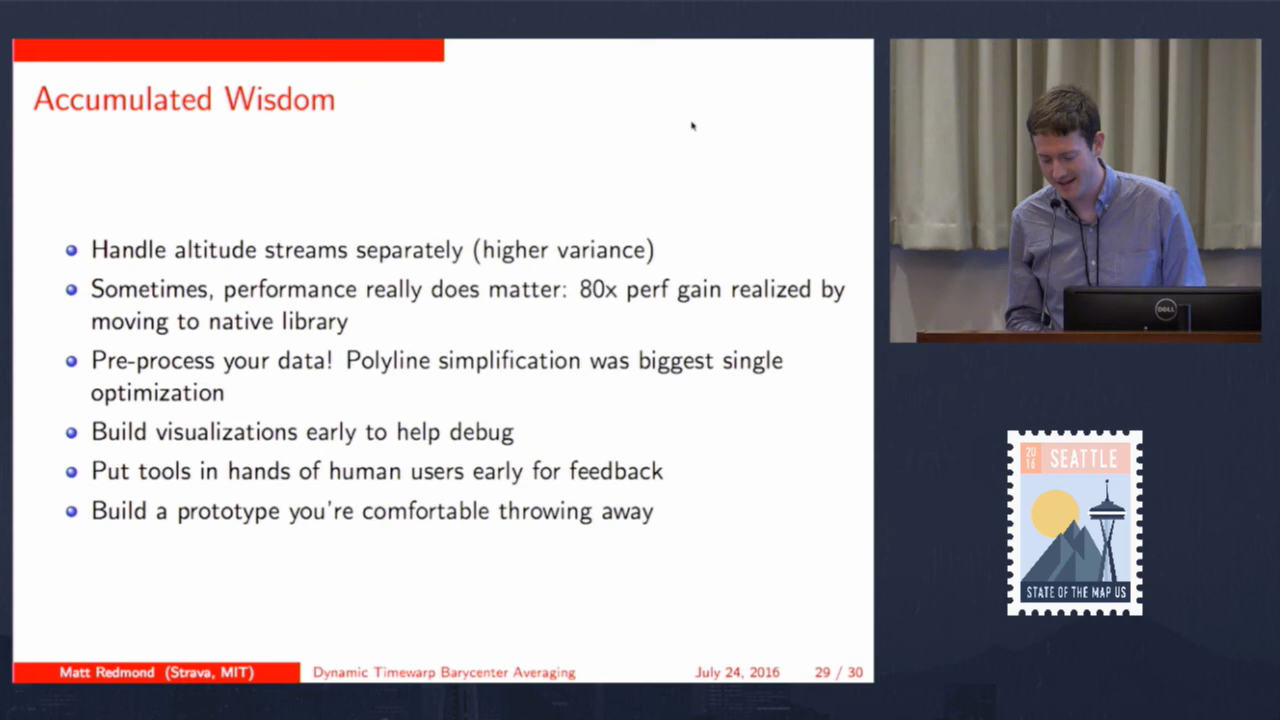 Accumulated Wisdom
Handle altitude streams separately (higher variance)
Sometimes, performance really does matter: 80x perf gain realized by
moving to native library
Pre-process your data! Polyline simplification was biggest single
optimization
Build visualizations early to help debug
Put tools in hands of human users early for feedback
Build a prototype you're comfortable throwing away
Matt Redmond (Strava, MIT)
Dynamic Timewarp Barycenter Averaging
July 24, 2016
29 / 30
DELL
20
16
SEATTLE
STATE OF THE MAP US